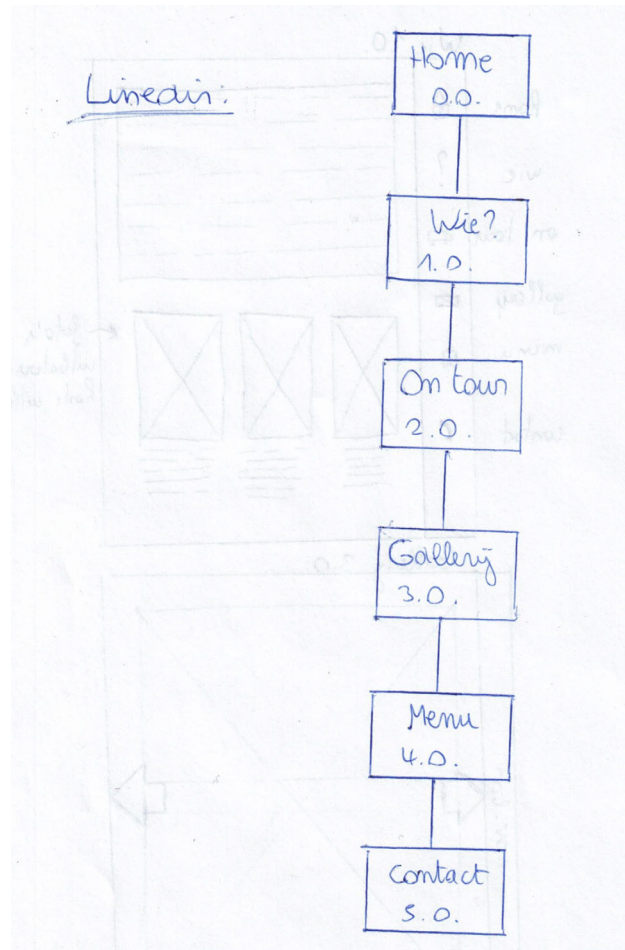 Lineair:
Home
0.0.
Wie?
1.0.
On tour
2.0.
Gallerij
3.0.
Menu
4.0.
Contact
5.0.